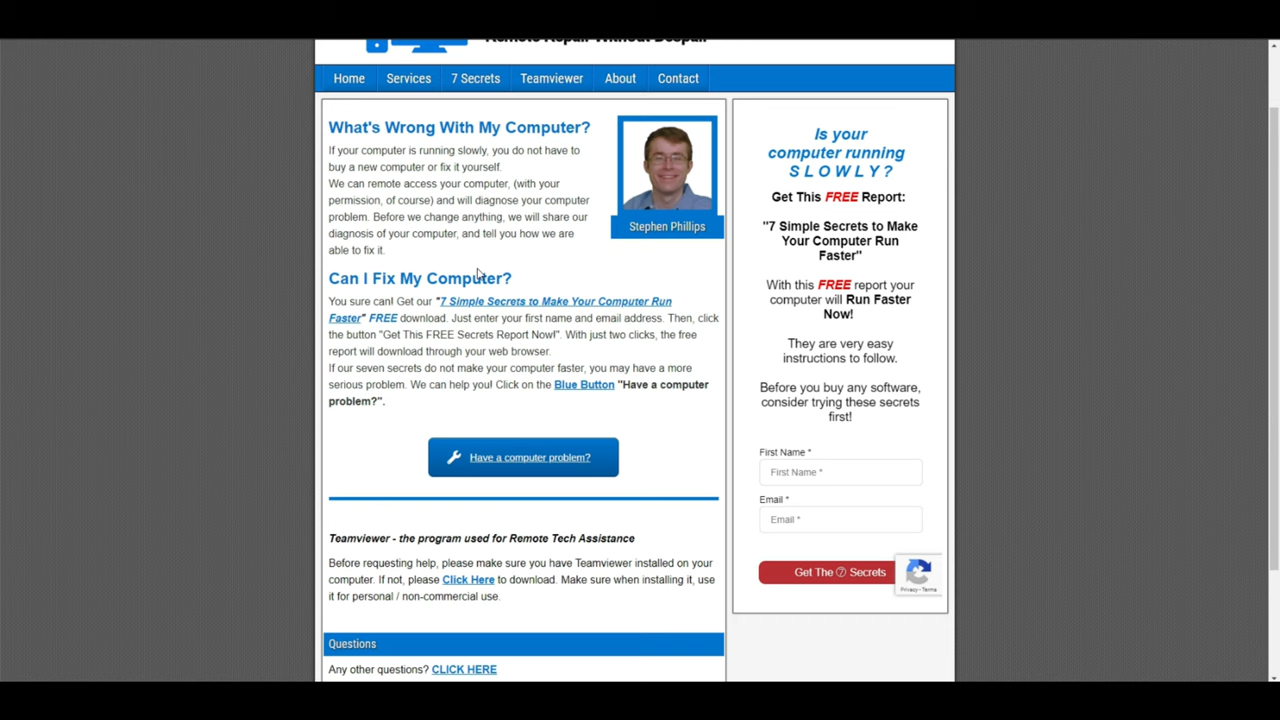 Remote Repair Without Despair
Home Services 7 Secrets Teamviewer About Contact
What's Wrong With My Computer?
If your computer is running slowly, you do not have to
buy a new computer or fix it yourself.
We can remote access your computer, (with your
permission, of course) and will diagnose your computer
problem. Before we change anything, we will share our
diagnosis of your computer, and tell you how we are
able to fix it.
Stephen Phillips
Can I Fix My Computer?
You sure can! Get our "7 Simple Secrets to Make Your Computer Run
Faster" FREE download. Just enter your first name and email address. Then, click
the button "Get This FREE Secrets Report Now!". With just two clicks, the free
report will download through your web browser.
If our seven secrets do not make your computer faster, you may have a more
serious problem. We can help you! Click on the Blue Button "Have a computer
problem?".
Have a computer problem?
Teamviewer - the program used for Remote Tech Assistance
Before requesting help, please make sure you have Teamviewer installed on your
computer. If not, please Click Here to download. Make sure when installing it, use
it for personal / non-commercial use.
Questions
Any other questions? CLICK HERE
Is your
computer running
S L O W L Y ?
Get This FREE Report:
"7 Simple Secrets to Make
Your Computer Run
Faster"
With this FREE report your
computer will Run Faster
Now!
They are very easy
instructions to follow.
Before you buy any software,
consider trying these secrets
first!
First Name *
First Name *
Email *
Email *
Get The ⑦ Secrets
Privacy - Terms